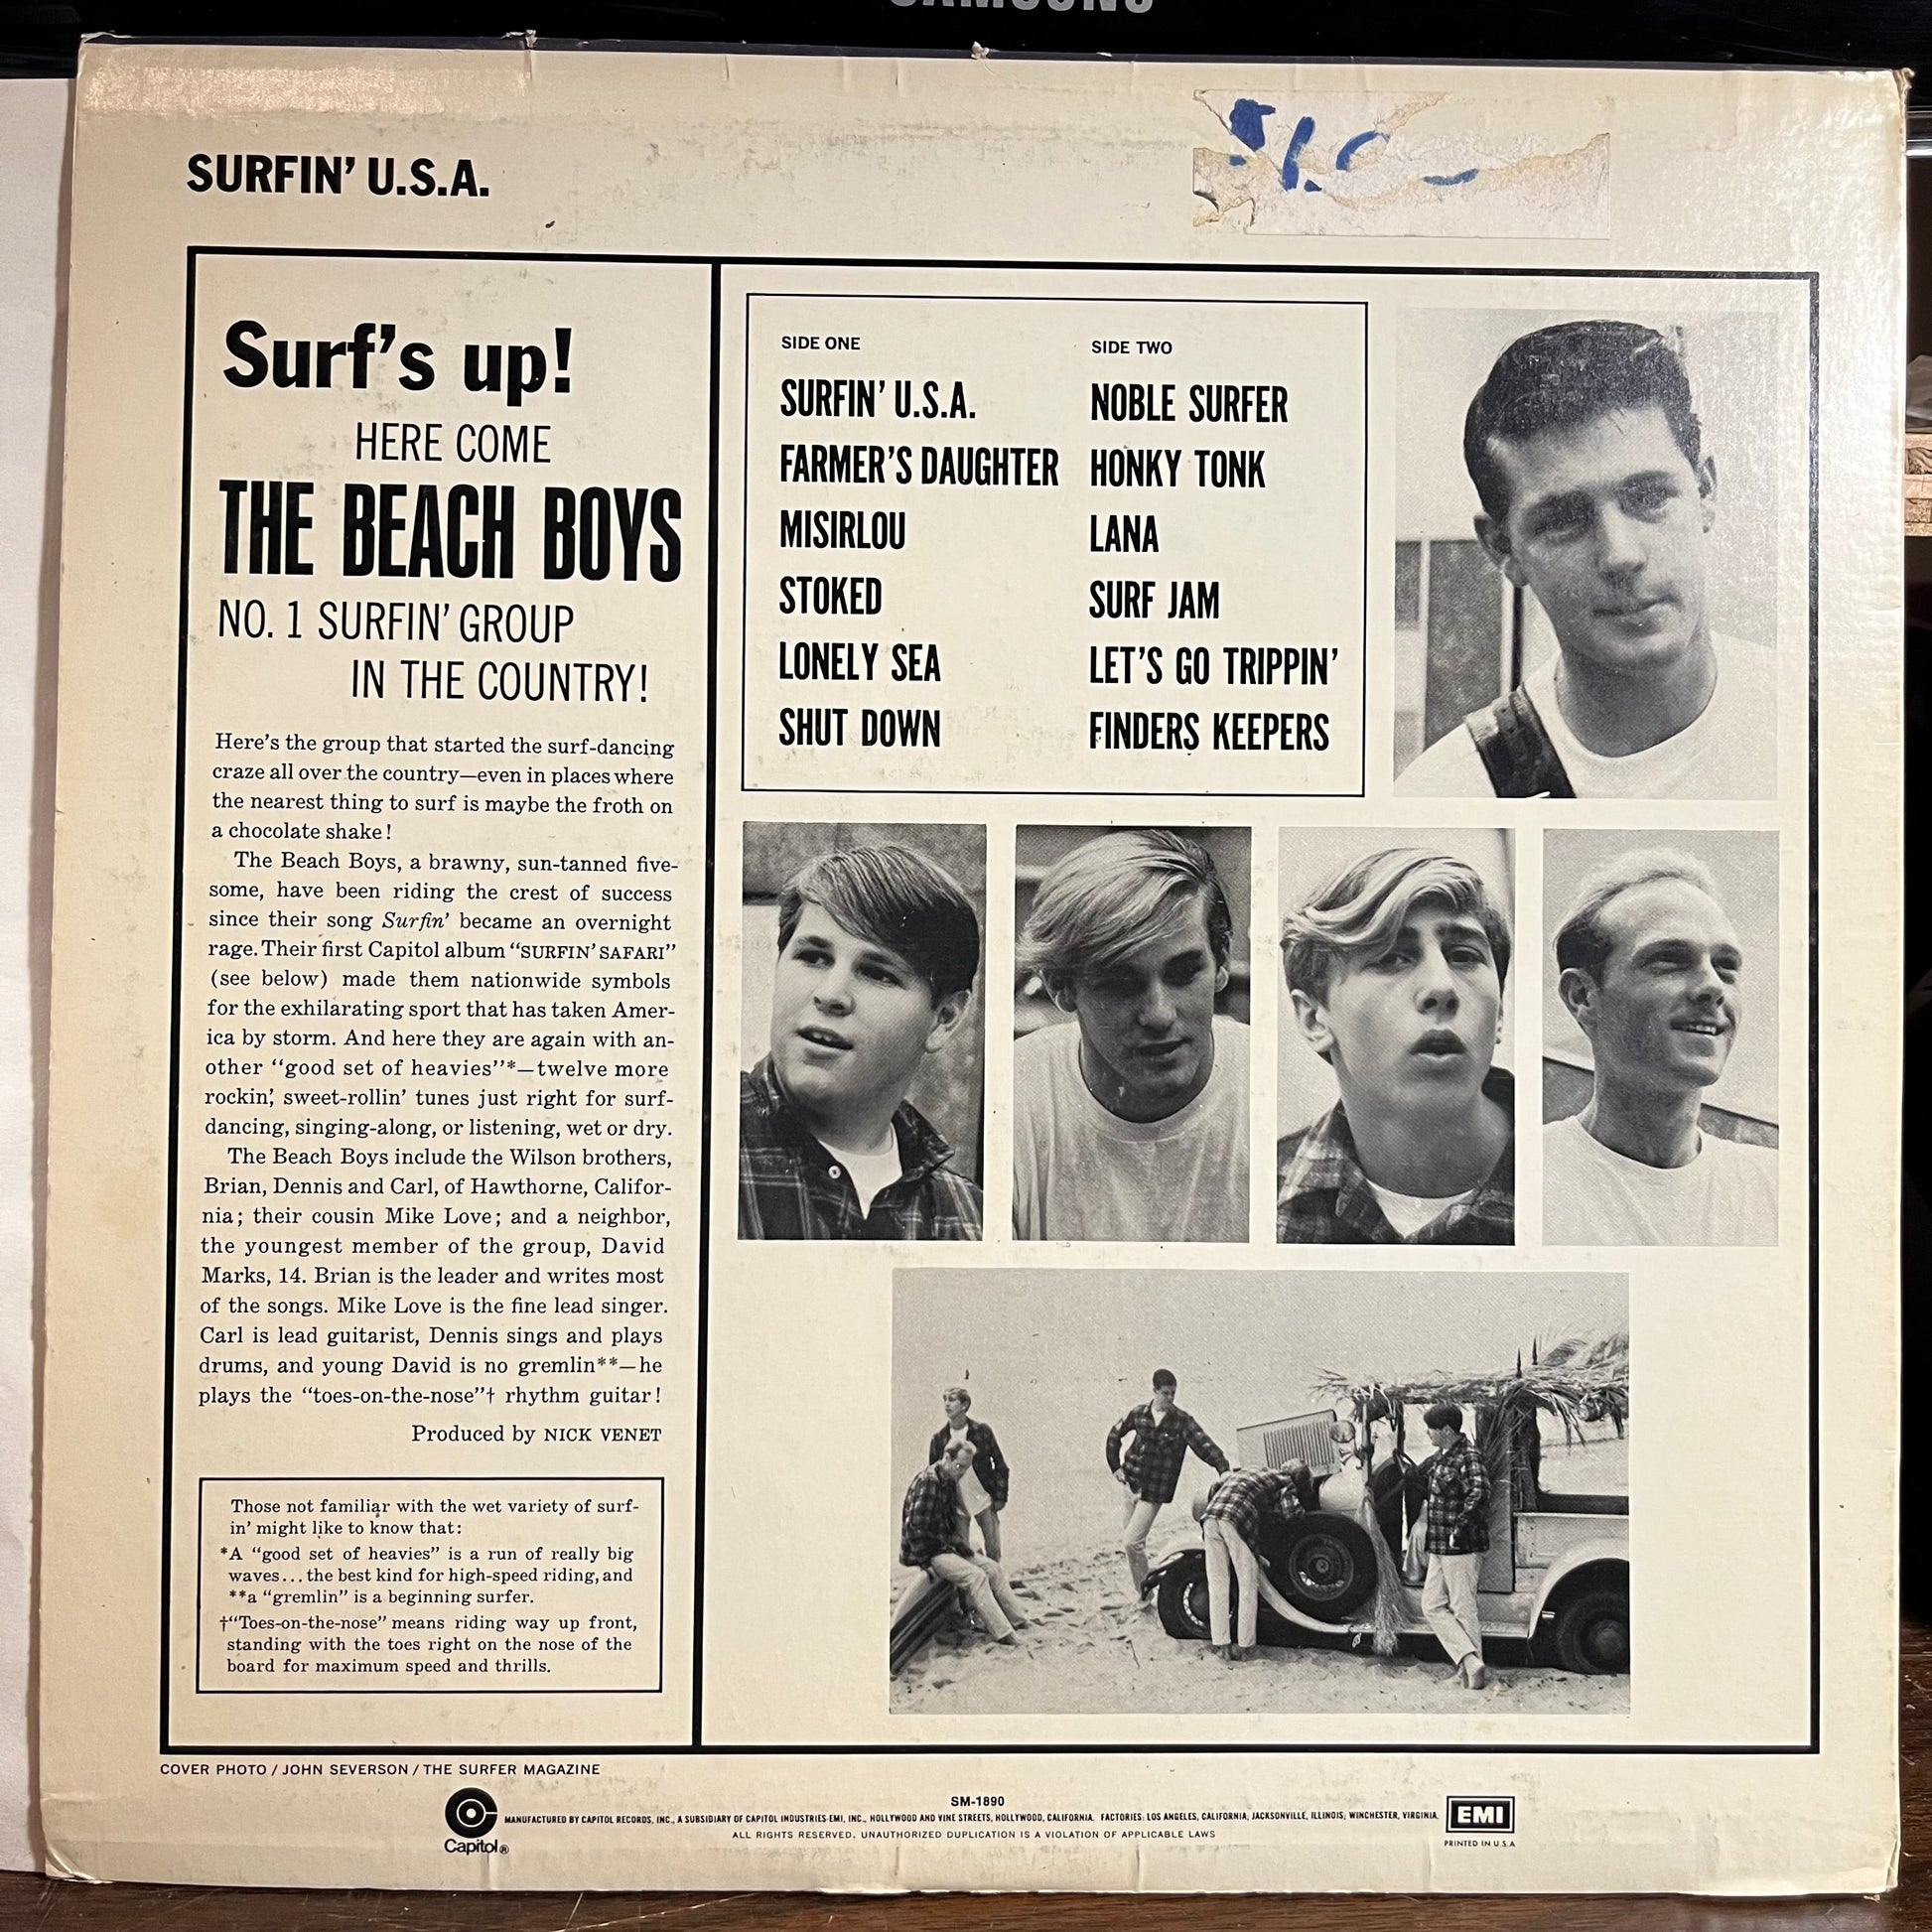 SAMSUNG
SURFIN' U.S.A.
Surf's up!
HERE COME
THE BEACH BOYS
NO. 1 SURFIN' GROUP
IN THE COUNTRY!
Here's the group that started the surf-dancing
craze all over the country—even in places where
the nearest thing to surf is maybe the froth on
a chocolate shake!
The Beach Boys, a brawny, sun-tanned five-
some, have been riding the crest of success
since their song Surfin' became an overnight
rage. Their first Capitol album "SURFIN' SAFARI"
(see below) made them nationwide symbols
for the exhilarating sport that has taken Amer-
ica by storm. And here they are again with an-
other "good set of heavies"*—twelve more
rockin', sweet-rollin' tunes just right for surf-
dancing, singing-along, or listening, wet or dry.
The Beach Boys include the Wilson brothers,
Brian, Dennis and Carl, of Hawthorne, Califor-
nia; their cousin Mike Love; and a neighbor,
the youngest member of the group, David
Marks, 14. Brian is the leader and writes most
of the songs. Mike Love is the fine lead singer.
Carl is lead guitarist, Dennis sings and plays
drums, and young David is no gremlin**—he
plays the "toes-on-the-nose"† rhythm guitar!
Produced by NICK VENET
Those not familiar with the wet variety of surf-
in' might like to know that:
*A "good set of heavies" is a run of really big
waves...the best kind for high-speed riding, and
**a "gremlin" is a beginning surfer.
†"Toes-on-the-nose" means riding way up front,
standing with the toes right on the nose of the
board for maximum speed and thrills.
SIDE ONE
SURFIN' U.S.A.
FARMER'S DAUGHTER
MISIRLOU
STOKED
LONELY SEA
SHUT DOWN
SIDE TWO
NOBLE SURFER
HONKY TONK
LANA
SURF JAM
LET'S GO TRIPPIN'
FINDERS KEEPERS
COVER PHOTO / JOHN SEVERSON / THE SURFER MAGAZINE
Capitol®
SM-1890
MANUFACTURED BY CAPITOL RECORDS, INC., A SUBSIDIARY OF CAPITOL INDUSTRIES-EMI, INC., HOLLYWOOD AND VINE STREETS, HOLLYWOOD, CALIFORNIA. FACTORIES: LOS ANGELES, CALIFORNIA; JACKSONVILLE, ILLINOIS; WINCHESTER, VIRGINIA.
ALL RIGHTS RESERVED. UNAUTHORIZED DUPLICATION IS A VIOLATION OF APPLICABLE LAWS
EMI
PRINTED IN U.S.A